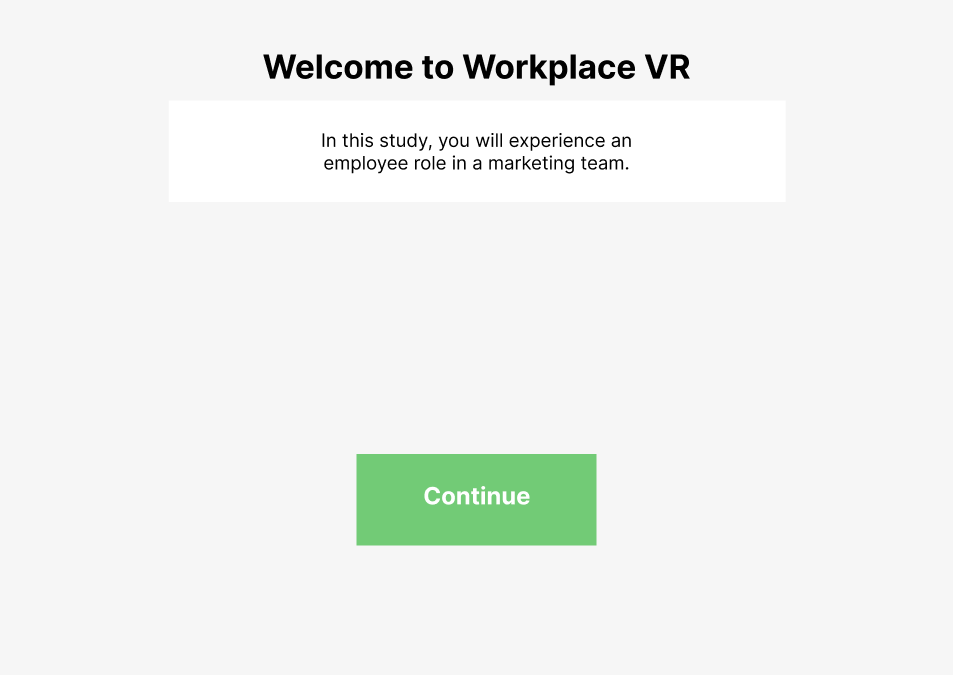 Welcome to Workplace VR
In this study, you will experience an
employee role in a marketing team.
Continue